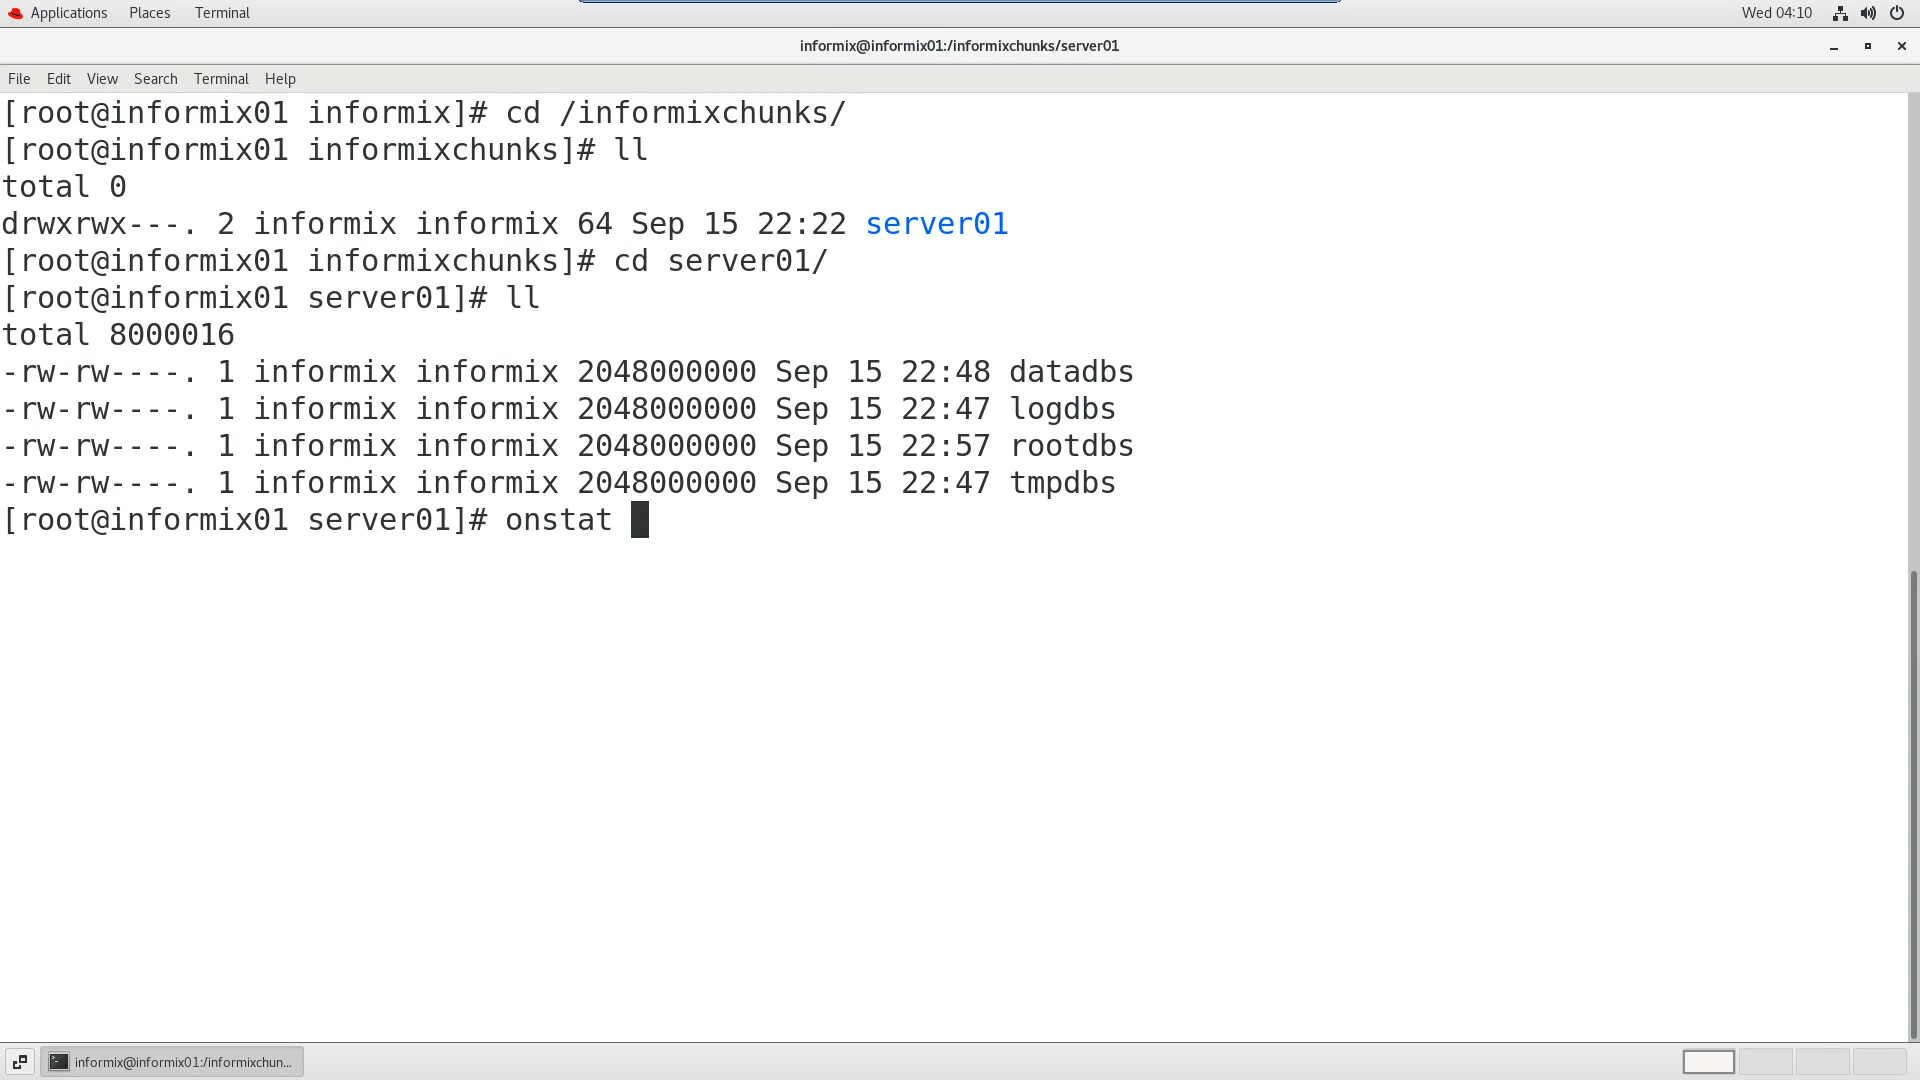 Applications Places Terminal Wed 04:10
informix@informix01:/informixchunks/server01
File Edit View Search Terminal Help
[root@informix01 informix]# cd /informixchunks/
[root@informix01 informixchunks]# ll
total 0
drwxrwx---. 2 informix informix 64 Sep 15 22:22 server01
[root@informix01 informixchunks]# cd server01/
[root@informix01 server01]# ll
total 8000016
-rw-rw----. 1 informix informix 2048000000 Sep 15 22:48 datadbs
-rw-rw----. 1 informix informix 2048000000 Sep 15 22:47 logdbs
-rw-rw----. 1 informix informix 2048000000 Sep 15 22:57 rootdbs
-rw-rw----. 1 informix informix 2048000000 Sep 15 22:47 tmpdbs
[root@informix01 server01]# onstat
informix@informix01:/informixchun...